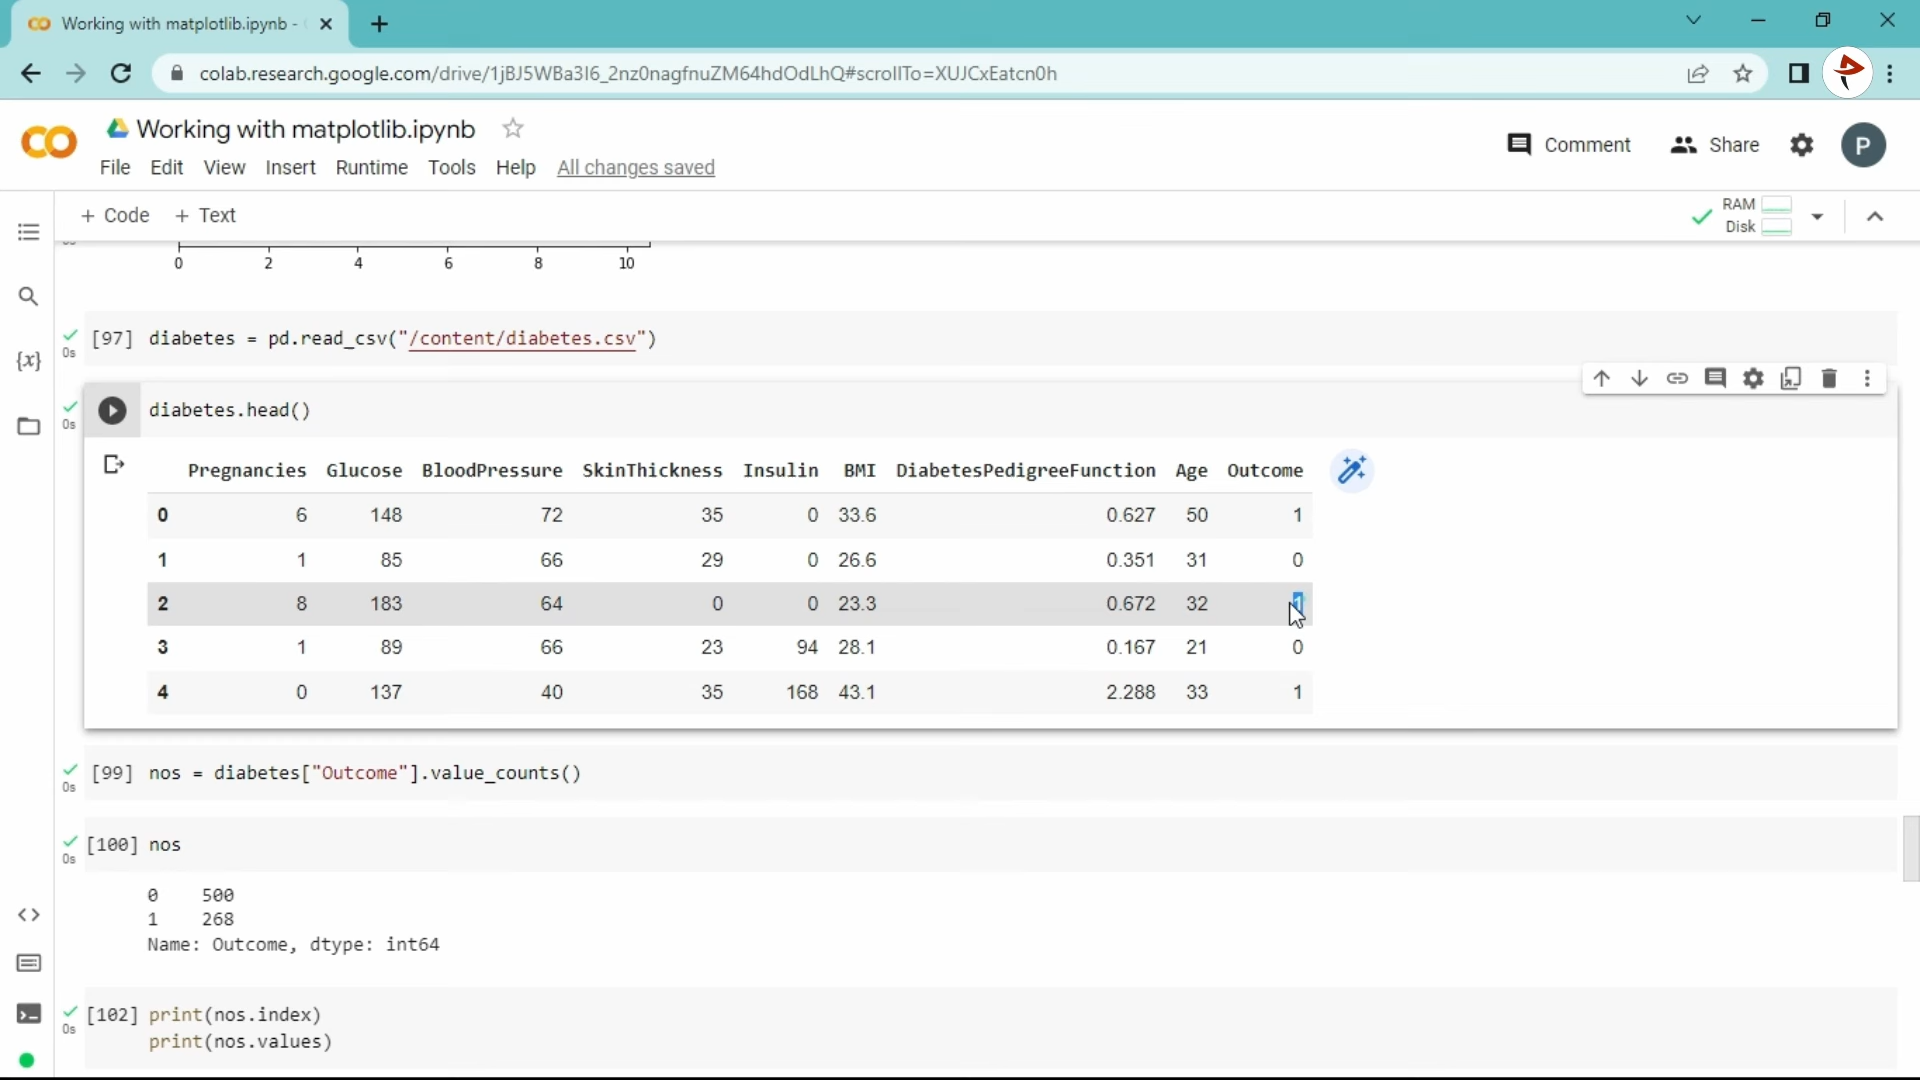 Working with matplotlib.ipynb -
colab.research.google.com/drive/1jBJ5WBa3I6_2nz0nagfnuZM64hdOdLhQ#scrollTo=XUJCxEatcn0h
Working with matplotlib.ipynb
Comment Share P
File Edit View Insert Runtime Tools Help All changes saved
+ Code + Text RAM
Disk
0 2 4 6 8 10
[97] diabetes = pd.read_csv("/content/diabetes.csv")
0s
diabetes.head()
0s
Pregnancies Glucose BloodPressure SkinThickness Insulin BMI DiabetesPedigreeFunction Age Outcome
0 6 148 72 35 0 33.6 0.627 50 1
1 1 85 66 29 0 26.6 0.351 31 0
2 8 183 64 0 0 23.3 0.672 32 1
3 1 89 66 23 94 28.1 0.167 21 0
4 0 137 40 35 168 43.1 2.288 33 1
[99] nos = diabetes["Outcome"].value_counts()
0s
[100] nos
0s
0 500
1 268
Name: Outcome, dtype: int64
[102] print(nos.index)
0s
print(nos.values)